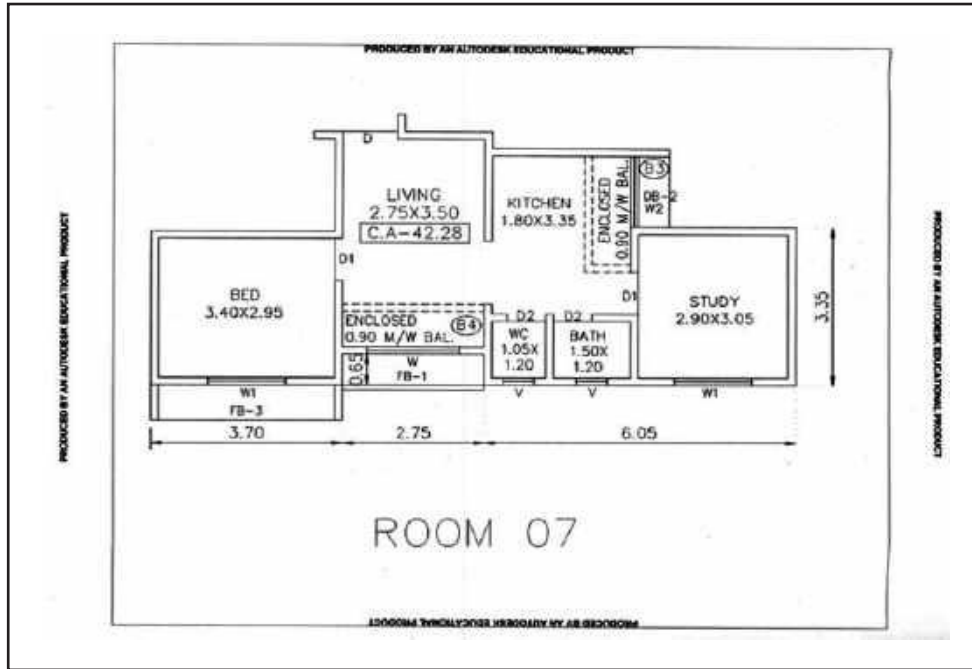 PRODUCED BY AN AUTODESK EDUCATIONAL PRODUCT
D
LIVING
2.75X3.50
C.A-42.28
KITCHEN
1.80X3.35
ENCLOSED
0.90 M/W BAL.
B3
DB-2
W2
D1
BED
3.40X2.95
D1
STUDY
2.90X3.05
3.35
ENCLOSED
0.90 M/W BAL.
B4
D2
D2
WC
1.05X
1.20
BATH
1.50X
1.20
0.65
W
FB-1
W1
FB-3
V
V
W1
3.70
2.75
6.05
ROOM 07
PRODUCED BY AN AUTODESK EDUCATIONAL PRODUCT
PRODUCED BY AN AUTODESK EDUCATIONAL PRODUCT
PRODUCED BY AN AUTODESK EDUCATIONAL PRODUCT